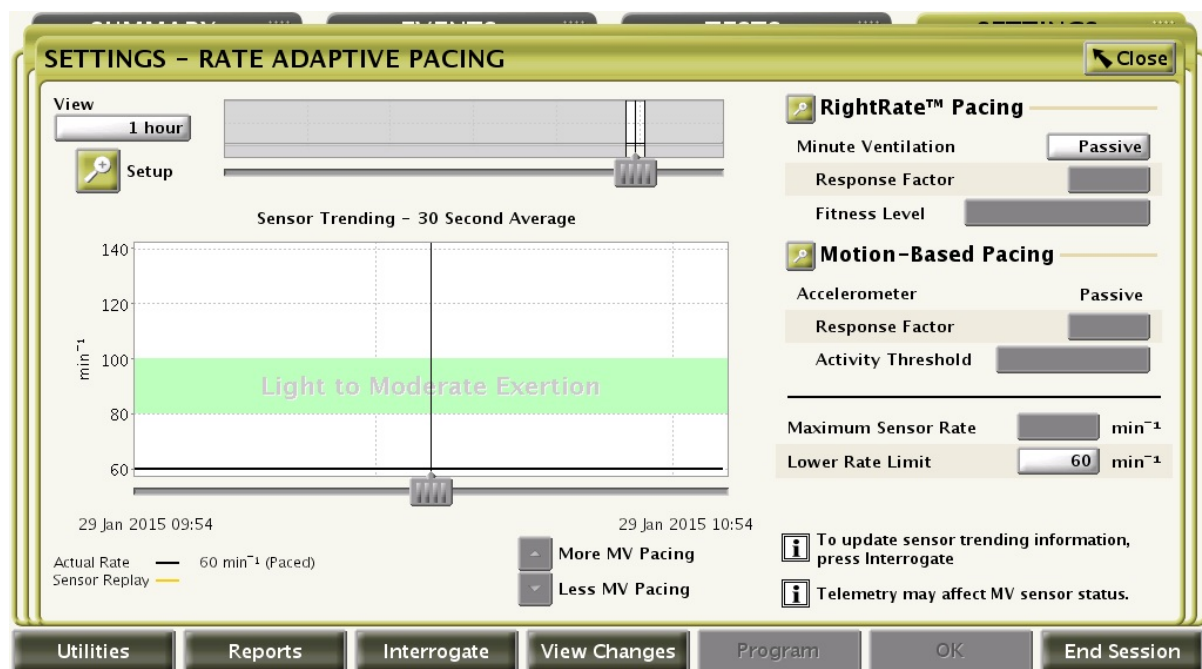 SUMMARY
EVENTS
TESTS
SETTINGS
SETTINGS – RATE ADAPTIVE PACING
Close
View
1 hour
Setup
Sensor Trending – 30 Second Average
140
120
100
80
60
min⁻¹
Light to Moderate Exertion
29 Jan 2015 09:54
29 Jan 2015 10:54
Actual Rate
60 min⁻¹ (Paced)
Sensor Replay
More MV Pacing
Less MV Pacing
RightRate™ Pacing
Minute Ventilation Passive
Response Factor
Fitness Level
Motion-Based Pacing
Accelerometer Passive
Response Factor
Activity Threshold
Maximum Sensor Rate min⁻¹
Lower Rate Limit 60 min⁻¹
To update sensor trending information,
press Interrogate
Telemetry may affect MV sensor status.
Utilities
Reports
Interrogate
View Changes
Program
OK
End Session